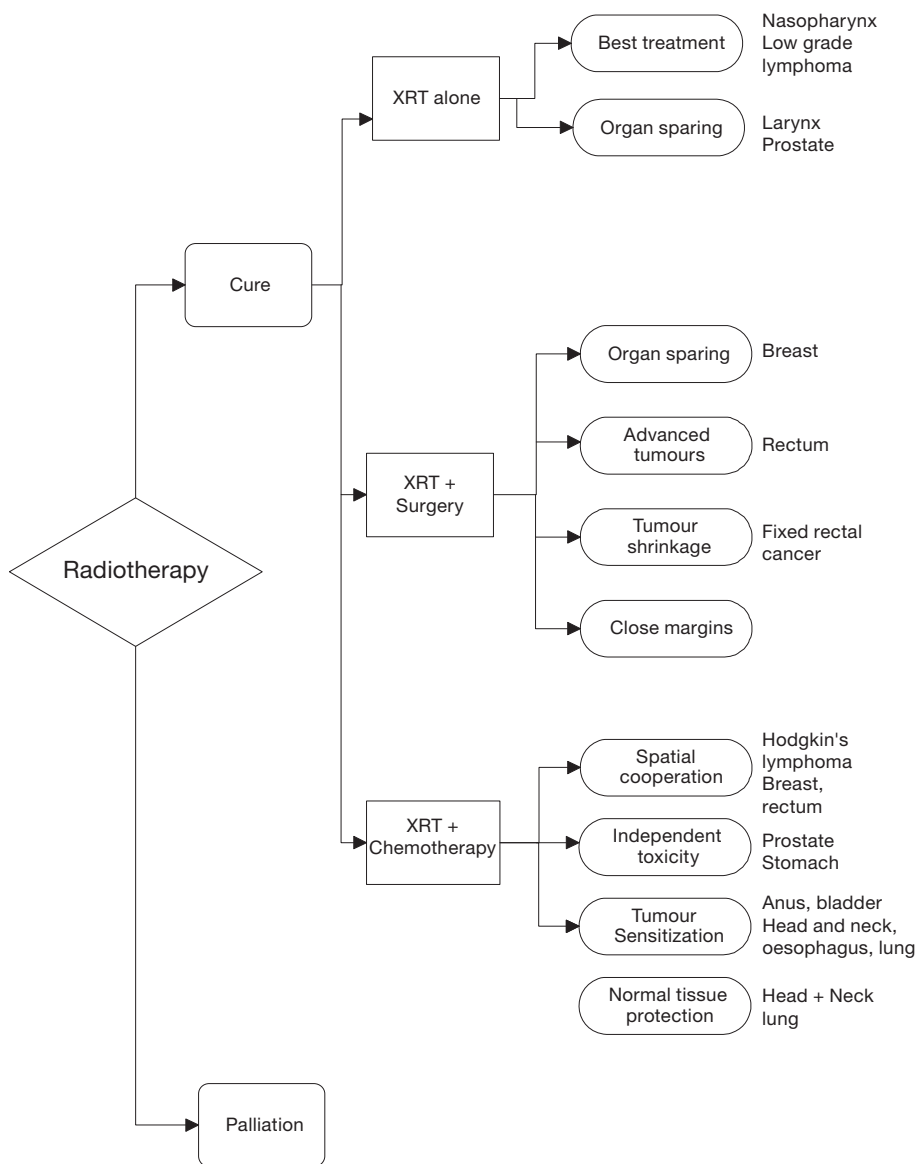 Best treatment
Nasopharynx
Low grade
lymphoma
XRT alone
Organ sparing
Larynx
Prostate
Cure
Organ sparing
Breast
Advanced
tumours
Rectum
XRT +
Surgery
Tumour
shrinkage
Fixed rectal
cancer
Radiotherapy
Close margins
Spatial
cooperation
Hodgkin's
lymphoma
Breast,
rectum
XRT +
Chemotherapy
Independent
toxicity
Prostate
Stomach
Tumour
Sensitization
Anus, bladder
Head and neck,
oesophagus, lung
Normal tissue
protection
Head + Neck
lung
Palliation